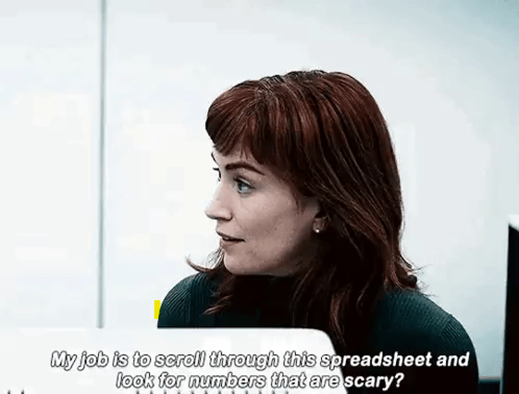 My job is to scroll through this spreadsheet and
look for numbers that are scary?